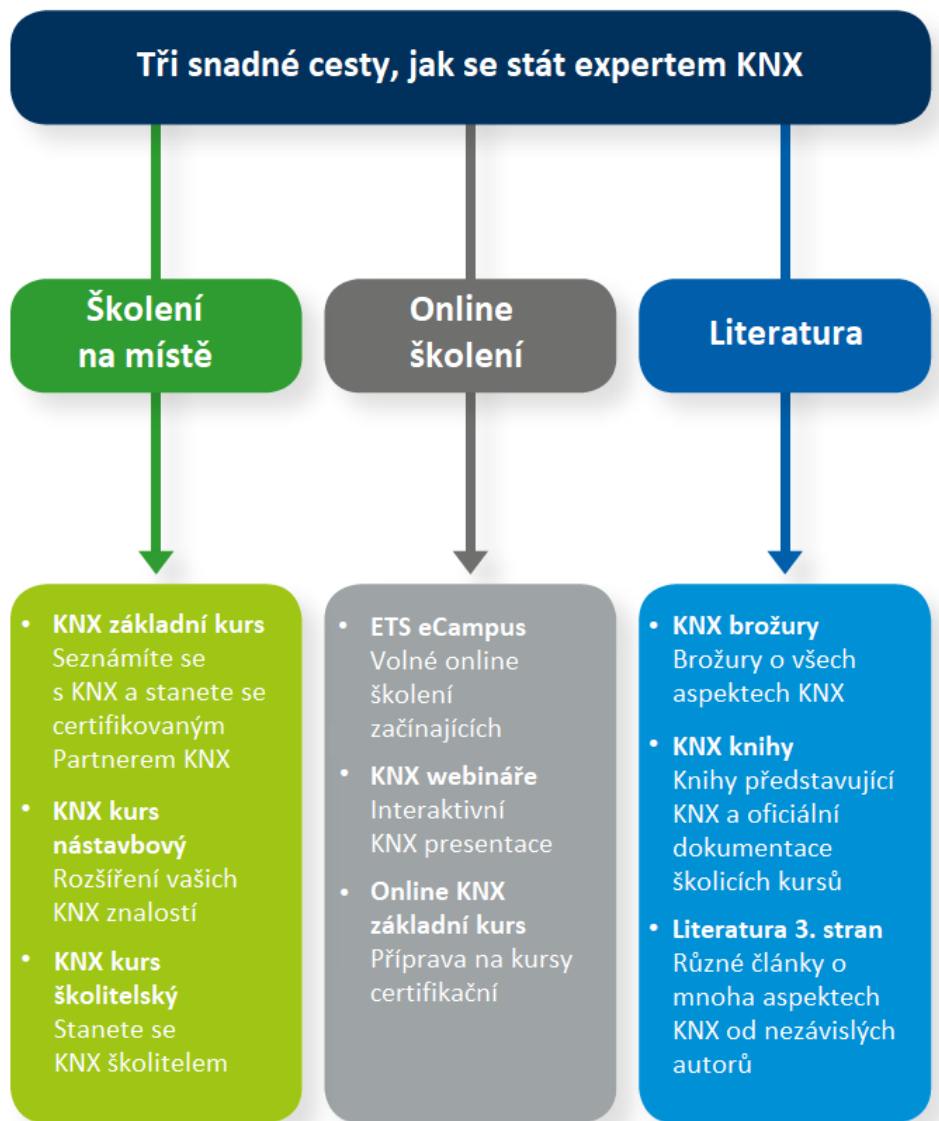 Tři snadné cesty, jak se stát expertem KNX
Školení
na místě
• KNX základní kurs
Seznámíte se
s KNX a stanete se
certifikovaným
Partnerem KNX
• KNX kurs
nástavbový
Rozšíření vašich
KNX znalostí
• KNX kurs
školitelský
Stanete se
KNX školitelem
Online
školení
• ETS eCampus
Volné online
školení
začínajících
• KNX webináře
Interaktivní
KNX presentace
• Online KNX
základní kurs
Příprava na kursy
certifikační
Literatura
• KNX brožury
Brožury o všech
aspektech KNX
• KNX knihy
Knihy představující
KNX a oficiální
dokumentace
školicích kursů
• Literatura 3. stran
Různé články o
mnoha aspektech
KNX od nezávislých
autorů